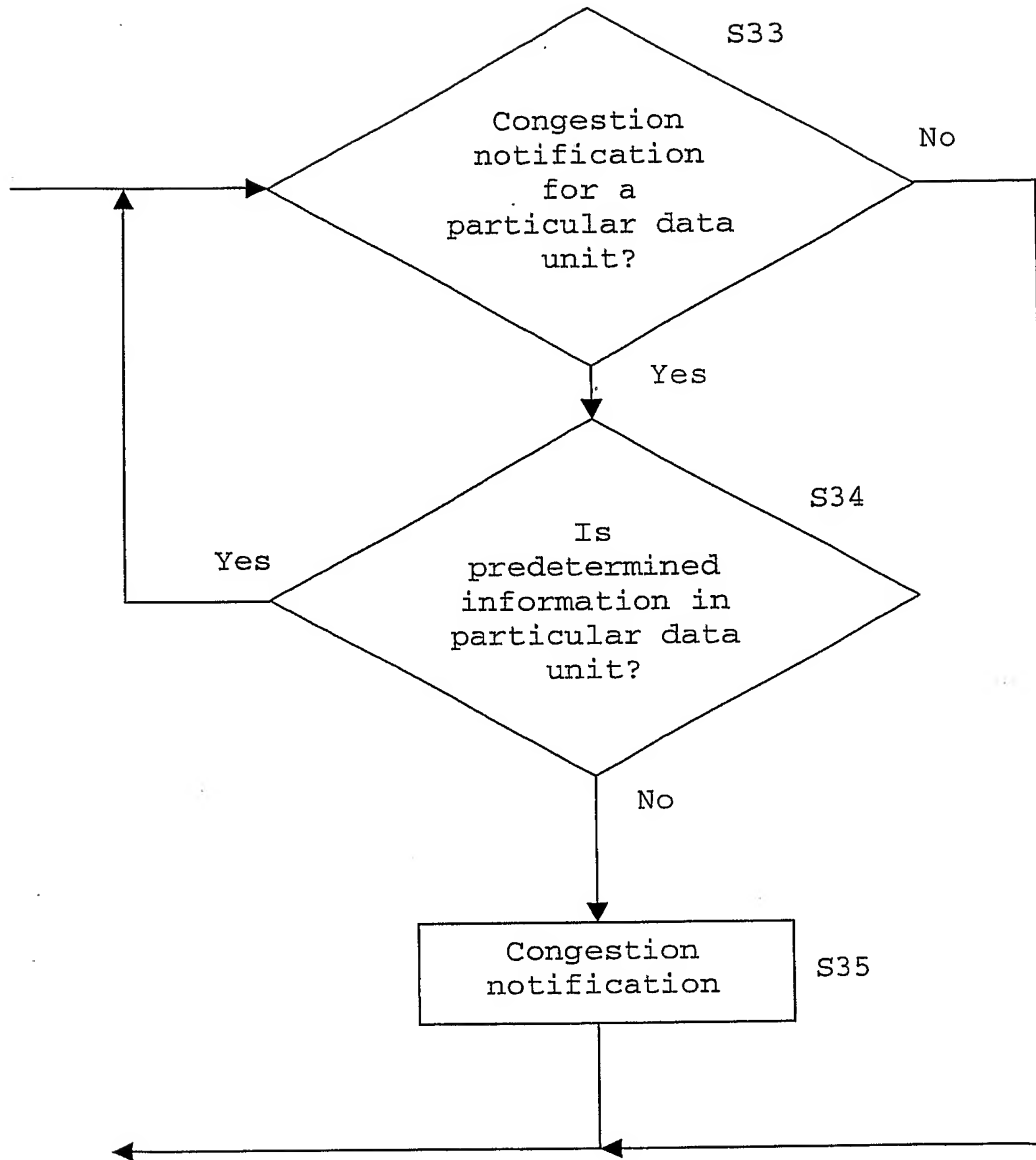 S33
Congestion
notification
for a
particular data
unit?
No
Yes
S34
Is
predetermined
information in
particular data
unit?
Yes
No
Congestion
notification
S35